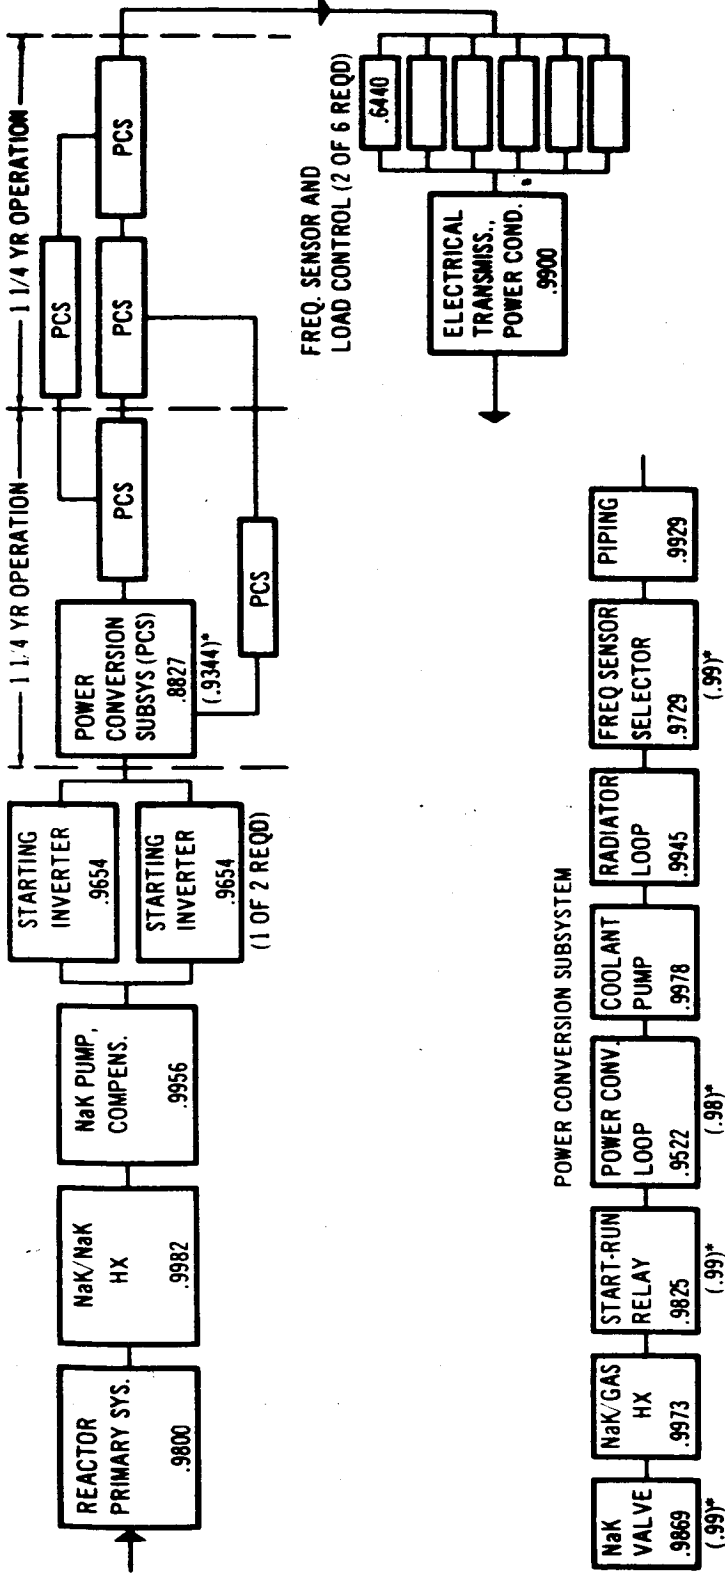 1 1/4 YR OPERATION
1 1/4 YR OPERATION
REACTOR
PRIMARY SYS.
.9800
NaK/NaK
HX
.9982
NaK PUMP,
COMPENS.
.9956
STARTING
INVERTER
.9654
STARTING
INVERTER
.9654
(1 OF 2 REQD)
POWER
CONVERSION
SUBSYS (PCS)
.8827
(.9344)*
PCS
PCS
PCS
PCS
PCS
FREQ. SENSOR AND
LOAD CONTROL (2 OF 6 REQD)
.6440
ELECTRICAL
TRANSMISS.,
POWER COND.
.9900
*
POWER CONVERSION SUBSYSTEM
NaK
VALVE
.9869
(.99)*
NaK/GAS
HX
.9973
START-RUN
RELAY
.9825
(.99)*
POWER CONV.
LOOP
.9522
(.98)*
COOLANT
PUMP
.9978
RADIATOR
LOOP
.9945
FREQ SENSOR
SELECTOR
.9729
(.99)*
PIPING
.9929